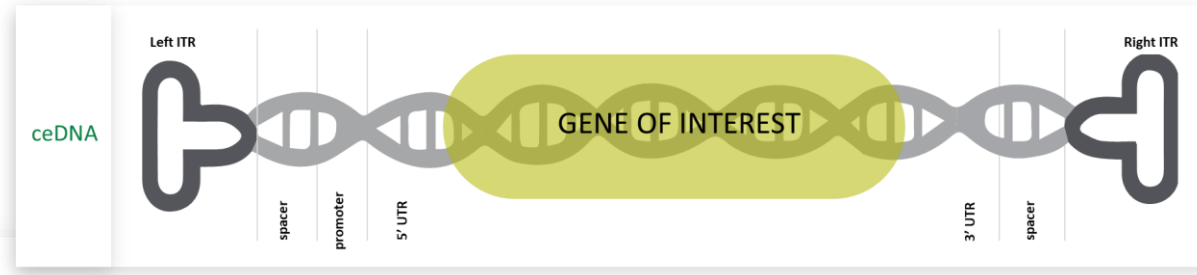 Left ITR
Right ITR
ceDNA
GENE OF INTEREST
spacer
promoter
5' UTR
3' UTR
spacer